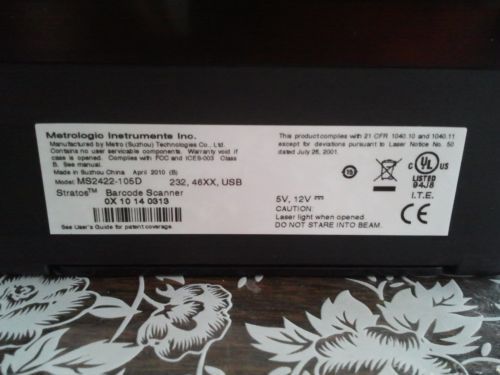 Metrologic Instruments Inc.
Manufactured by Metro (Suzhou) Technologies Co., Ltd.
Contains no user serviceable components. Warranty void
if opened. Complies with FCC and ICES-003 Class
B. See manual.
Made in Suzhou China April 2010 (B)
Model: MS2422-105D 232, 46XX, USB
Stratos™ Barcode Scanner
0X 10 14 0313
See User's Guide for patent coverage.
This product complies with 21 CFR 1040.10 and 1040.11
except for deviations pursuant to Laser Notice No. 50
dated July 26, 2001.
c UL US
LISTED
94J8
I.T.E.
5V, 12V
CAUTION:
Laser light when opened.
DO NOT STARE INTO BEAM.
CE